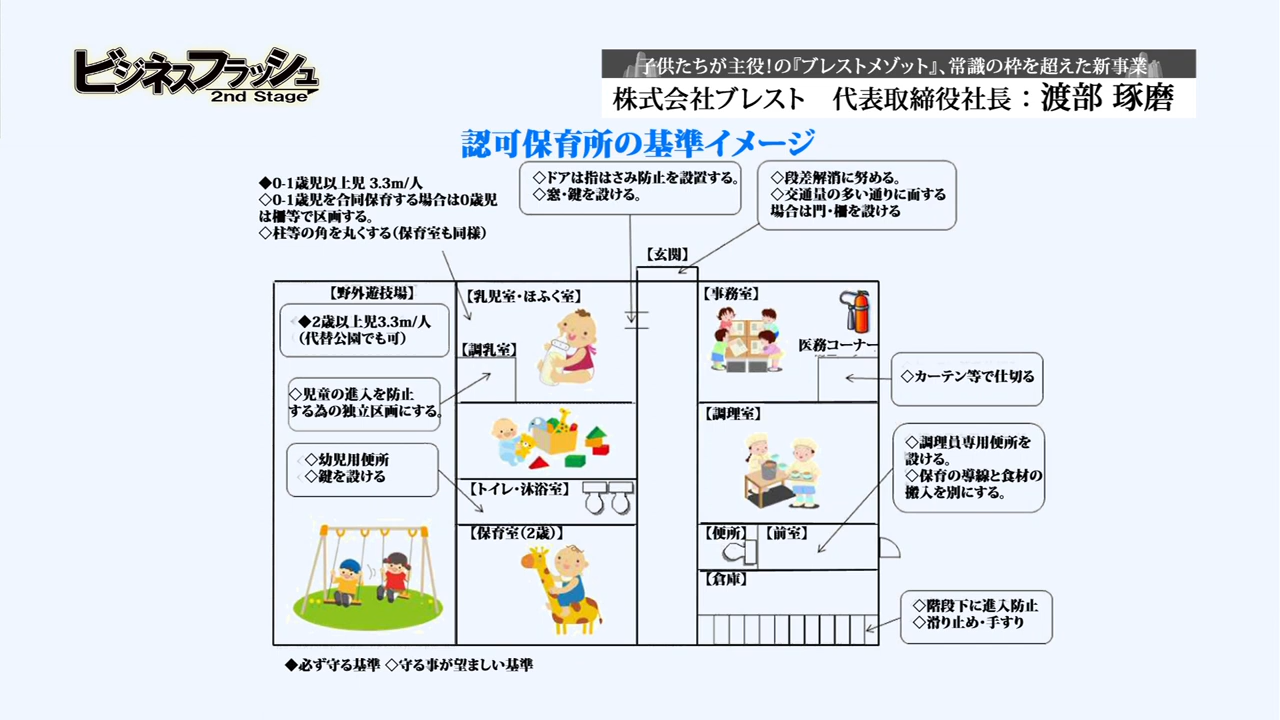 ビジネスフラッシュ
2nd Stage
子供たちが主役!の『ブレストメゾット』、常識の枠を超えた新事業
株式会社ブレスト 代表取締役社長：渡部 琢磨
認可保育所の基準イメージ
◆0-1歳児以上児 3.3m/人
◇0-1歳児を合同保育する場合は0歳児
は柵等で区画する。
◇柱等の角を丸くする(保育室も同様)
◇ドアは指はさみ防止を設置する。
◇窓・鍵を設ける。
◇段差解消に努める。
◇交通量の多い通りに面する
場合は門・柵を設ける
【玄関】
【野外遊技場】
◆2歳以上児3.3m/人
(代替公園でも可)
◇児童の進入を防止
する為の独立区画にする。
◇幼児用便所
◇鍵を設ける
【乳児室・ほふく室】
【調乳室】
【トイレ・沐浴室】
【保育室(2歳)】
【事務室】
医務コーナー
◇カーテン等で仕切る
【調理室】
◇調理員専用便所を
設ける。
◇保育の導線と食材の
搬入を別にする。
【便所】
【前室】
【倉庫】
◇階段下に進入防止
◇滑り止め・手すり
◆必ず守る基準 ◇守る事が望ましい基準